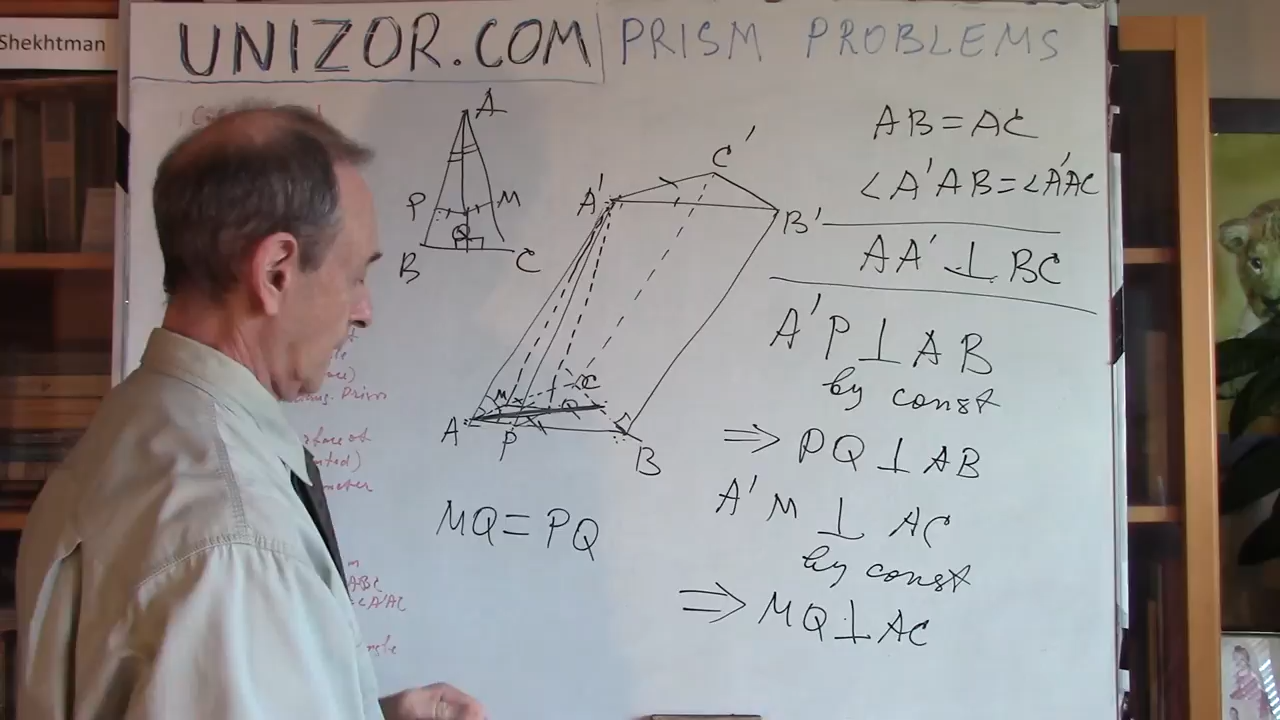 Shekhtman
UNIZOR.COM PRISM PROBLEMS
A
P M
Q
B C
A'
C'
B'
A
M
C
Q
P
B
MQ = PQ
AB = AC
∠A'AB = ∠A'AC
AA' ⊥ BC
A'P ⊥ AB
by const
⇒ PQ ⊥ AB
A'M ⊥ AC
by const
⇒ MQ ⊥ AC
ABC